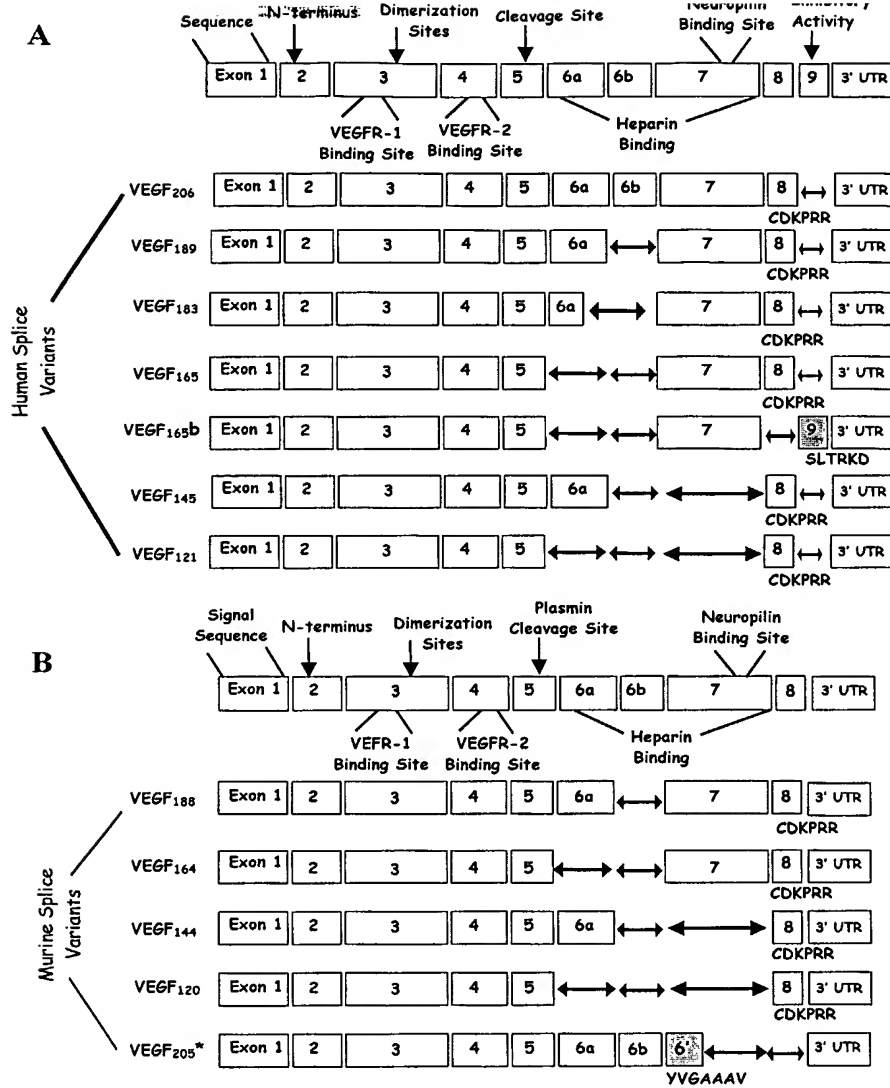 A
Sequence N-terminus Dimerization Sites Cleavage Site Neuropilin Binding Site Activity
Exon 1 2 3 4 5 6a 6b 7 8 9 3' UTR
VEGFR-1 Binding Site VEGFR-2 Binding Site Heparin Binding
Human Splice Variants
VEGF206 Exon 1 2 3 4 5 6a 6b 7 8 3' UTR
CDKPRR
VEGF189 Exon 1 2 3 4 5 6a 7 8 3' UTR
CDKPRR
VEGF183 Exon 1 2 3 4 5 6a 7 8 3' UTR
CDKPRR
VEGF165 Exon 1 2 3 4 5 7 8 3' UTR
CDKPRR
VEGF165b Exon 1 2 3 4 5 7 9 3' UTR
SLTRKD
VEGF145 Exon 1 2 3 4 5 6a 8 3' UTR
CDKPRR
VEGF121 Exon 1 2 3 4 5 8 3' UTR
CDKPRR
B
Signal Sequence N-terminus Dimerization Sites Plasmin Cleavage Site Neuropilin Binding Site
Exon 1 2 3 4 5 6a 6b 7 8 3' UTR
VEFR-1 Binding Site VEGFR-2 Binding Site Heparin Binding
Murine Splice Variants
VEGF188 Exon 1 2 3 4 5 6a 7 8 3' UTR
CDKPRR
VEGF164 Exon 1 2 3 4 5 7 8 3' UTR
CDKPRR
VEGF144 Exon 1 2 3 4 5 6a 8 3' UTR
CDKPRR
VEGF120 Exon 1 2 3 4 5 8 3' UTR
CDKPRR
VEGF205* Exon 1 2 3 4 5 6a 6b 6' 3' UTR
YVGAAAV